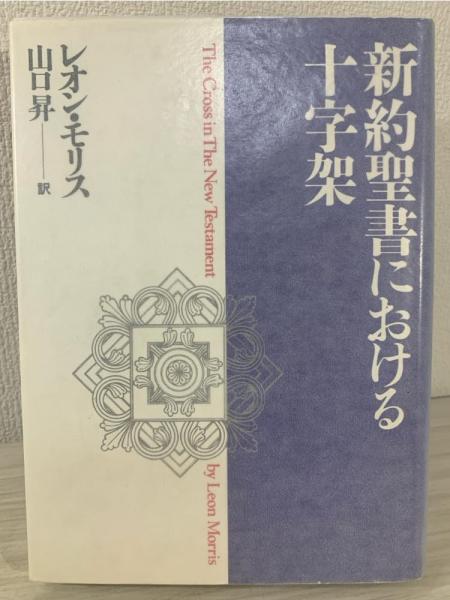 新約聖書における
十字架
The Cross in The New Testament
by Leon Morris
レオン・モリス
山口昇──訳